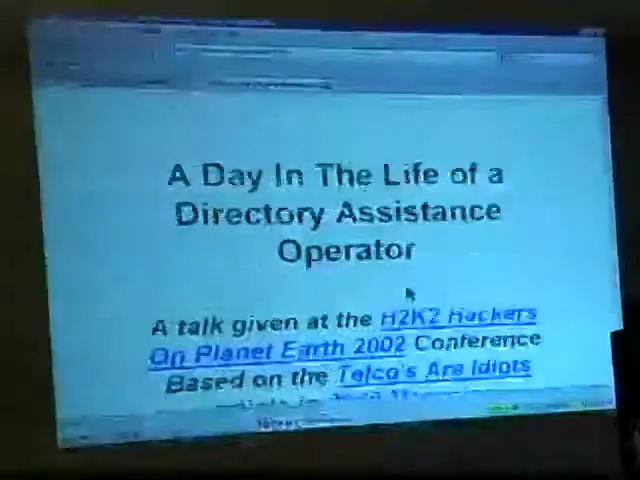 A Day In The Life of a
Directory Assistance
Operator
A talk given at the H2K2 Hackers
On Planet Earth 2002 Conference
Based on the Telco's Are Idiots